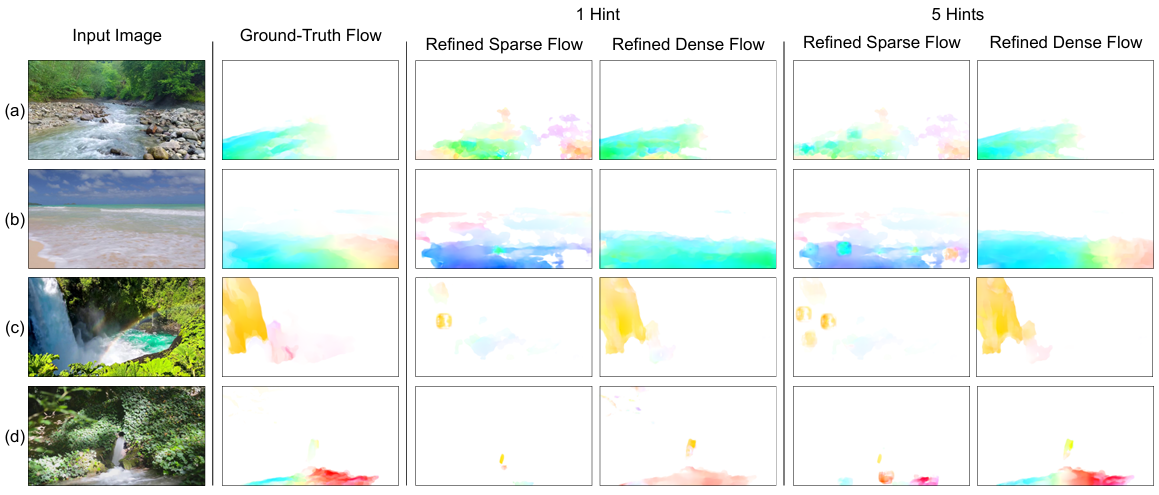 1 Hint
5 Hints
Input Image
Ground-Truth Flow
Refined Sparse Flow
Refined Dense Flow
Refined Sparse Flow
Refined Dense Flow
(a)
(b)
(c)
(d)